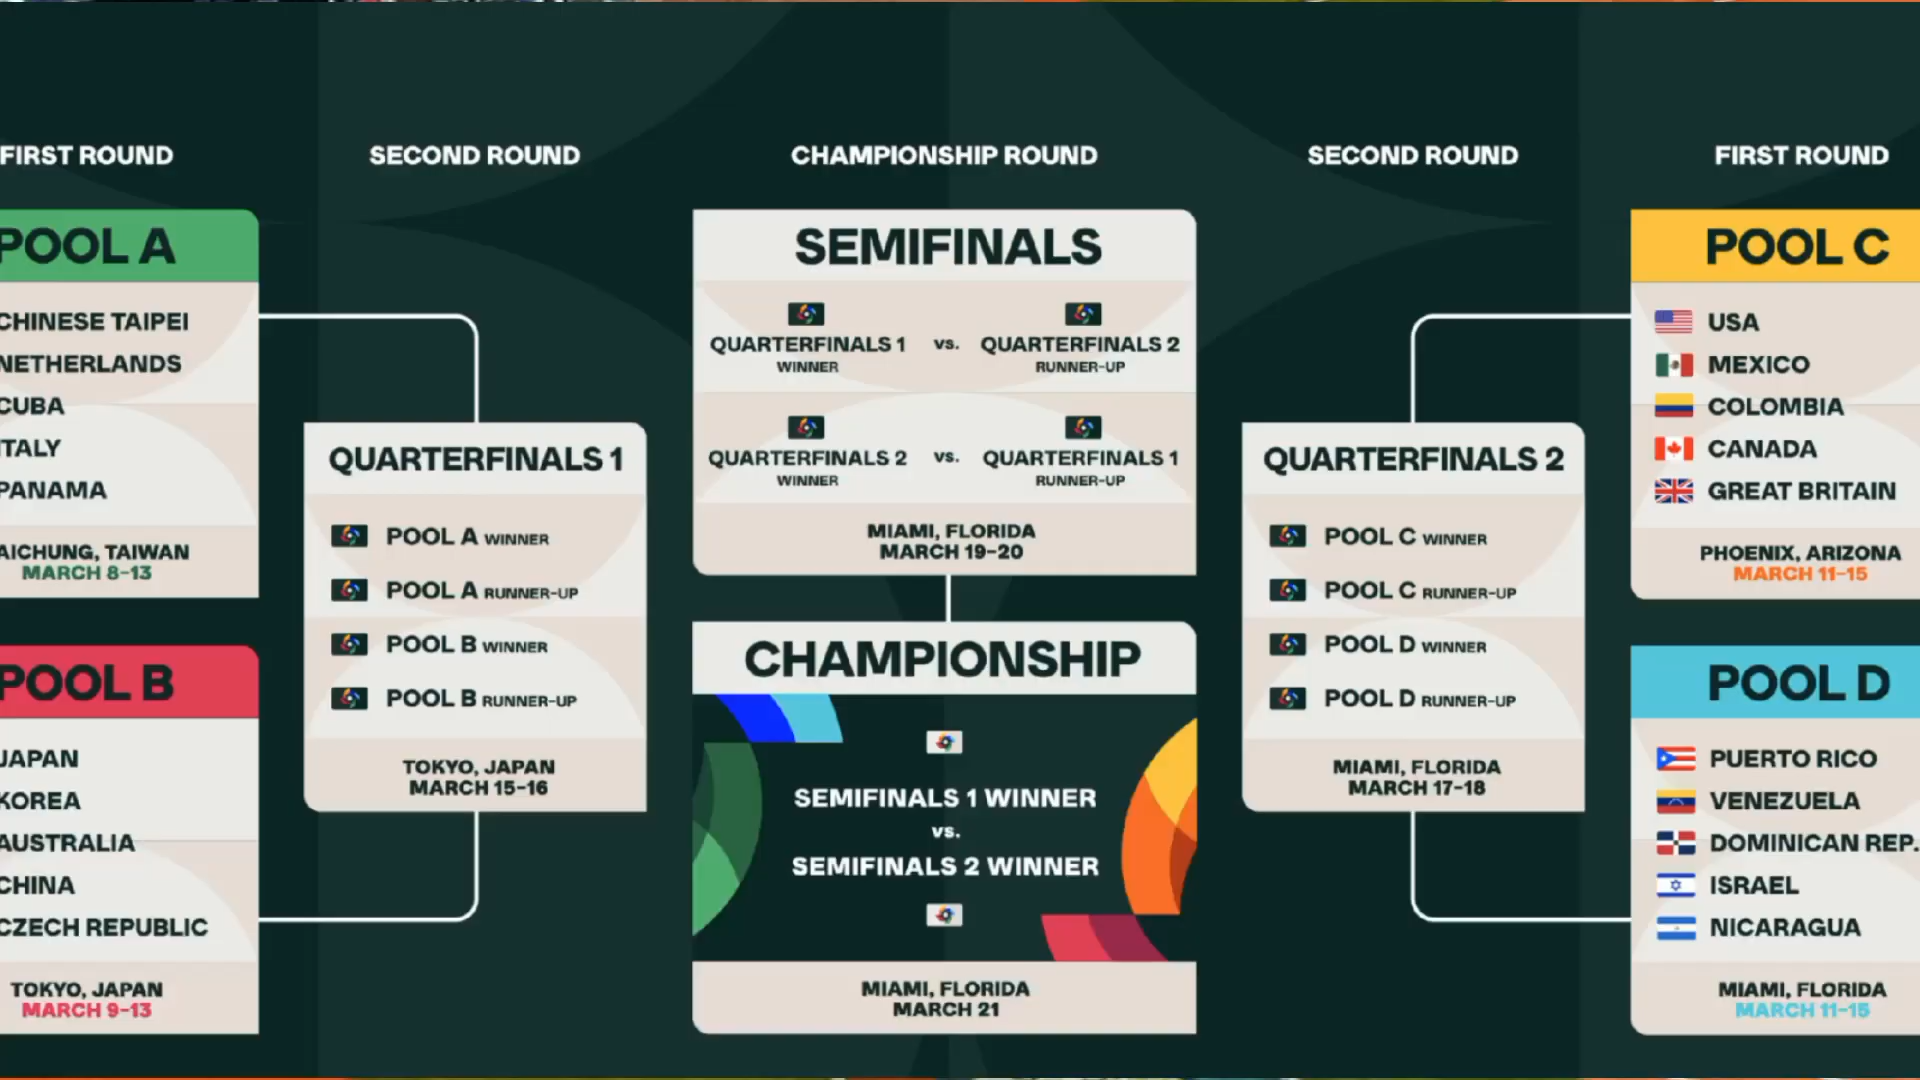 FIRST ROUND
SECOND ROUND
CHAMPIONSHIP ROUND
SECOND ROUND
FIRST ROUND
POOL A
CHINESE TAIPEI
NETHERLANDS
CUBA
ITALY
PANAMA
AICHUNG, TAIWAN
MARCH 8-13
POOL B
JAPAN
KOREA
AUSTRALIA
CHINA
CZECH REPUBLIC
TOKYO, JAPAN
MARCH 9-13
QUARTERFINALS 1
POOL A WINNER
POOL A RUNNER-UP
POOL B WINNER
POOL B RUNNER-UP
TOKYO, JAPAN
MARCH 15-16
SEMIFINALS
QUARTERFINALS 1 vs. QUARTERFINALS 2
WINNER RUNNER-UP
QUARTERFINALS 2 vs. QUARTERFINALS 1
WINNER RUNNER-UP
MIAMI, FLORIDA
MARCH 19-20
CHAMPIONSHIP
SEMIFINALS 1 WINNER
vs.
SEMIFINALS 2 WINNER
MIAMI, FLORIDA
MARCH 21
QUARTERFINALS 2
POOL C WINNER
POOL C RUNNER-UP
POOL D WINNER
POOL D RUNNER-UP
MIAMI, FLORIDA
MARCH 17-18
POOL C
USA
MEXICO
COLOMBIA
CANADA
GREAT BRITAIN
PHOENIX, ARIZONA
MARCH 11-15
POOL D
PUERTO RICO
VENEZUELA
DOMINICAN REP.
ISRAEL
NICARAGUA
MIAMI, FLORIDA
MARCH 11-15